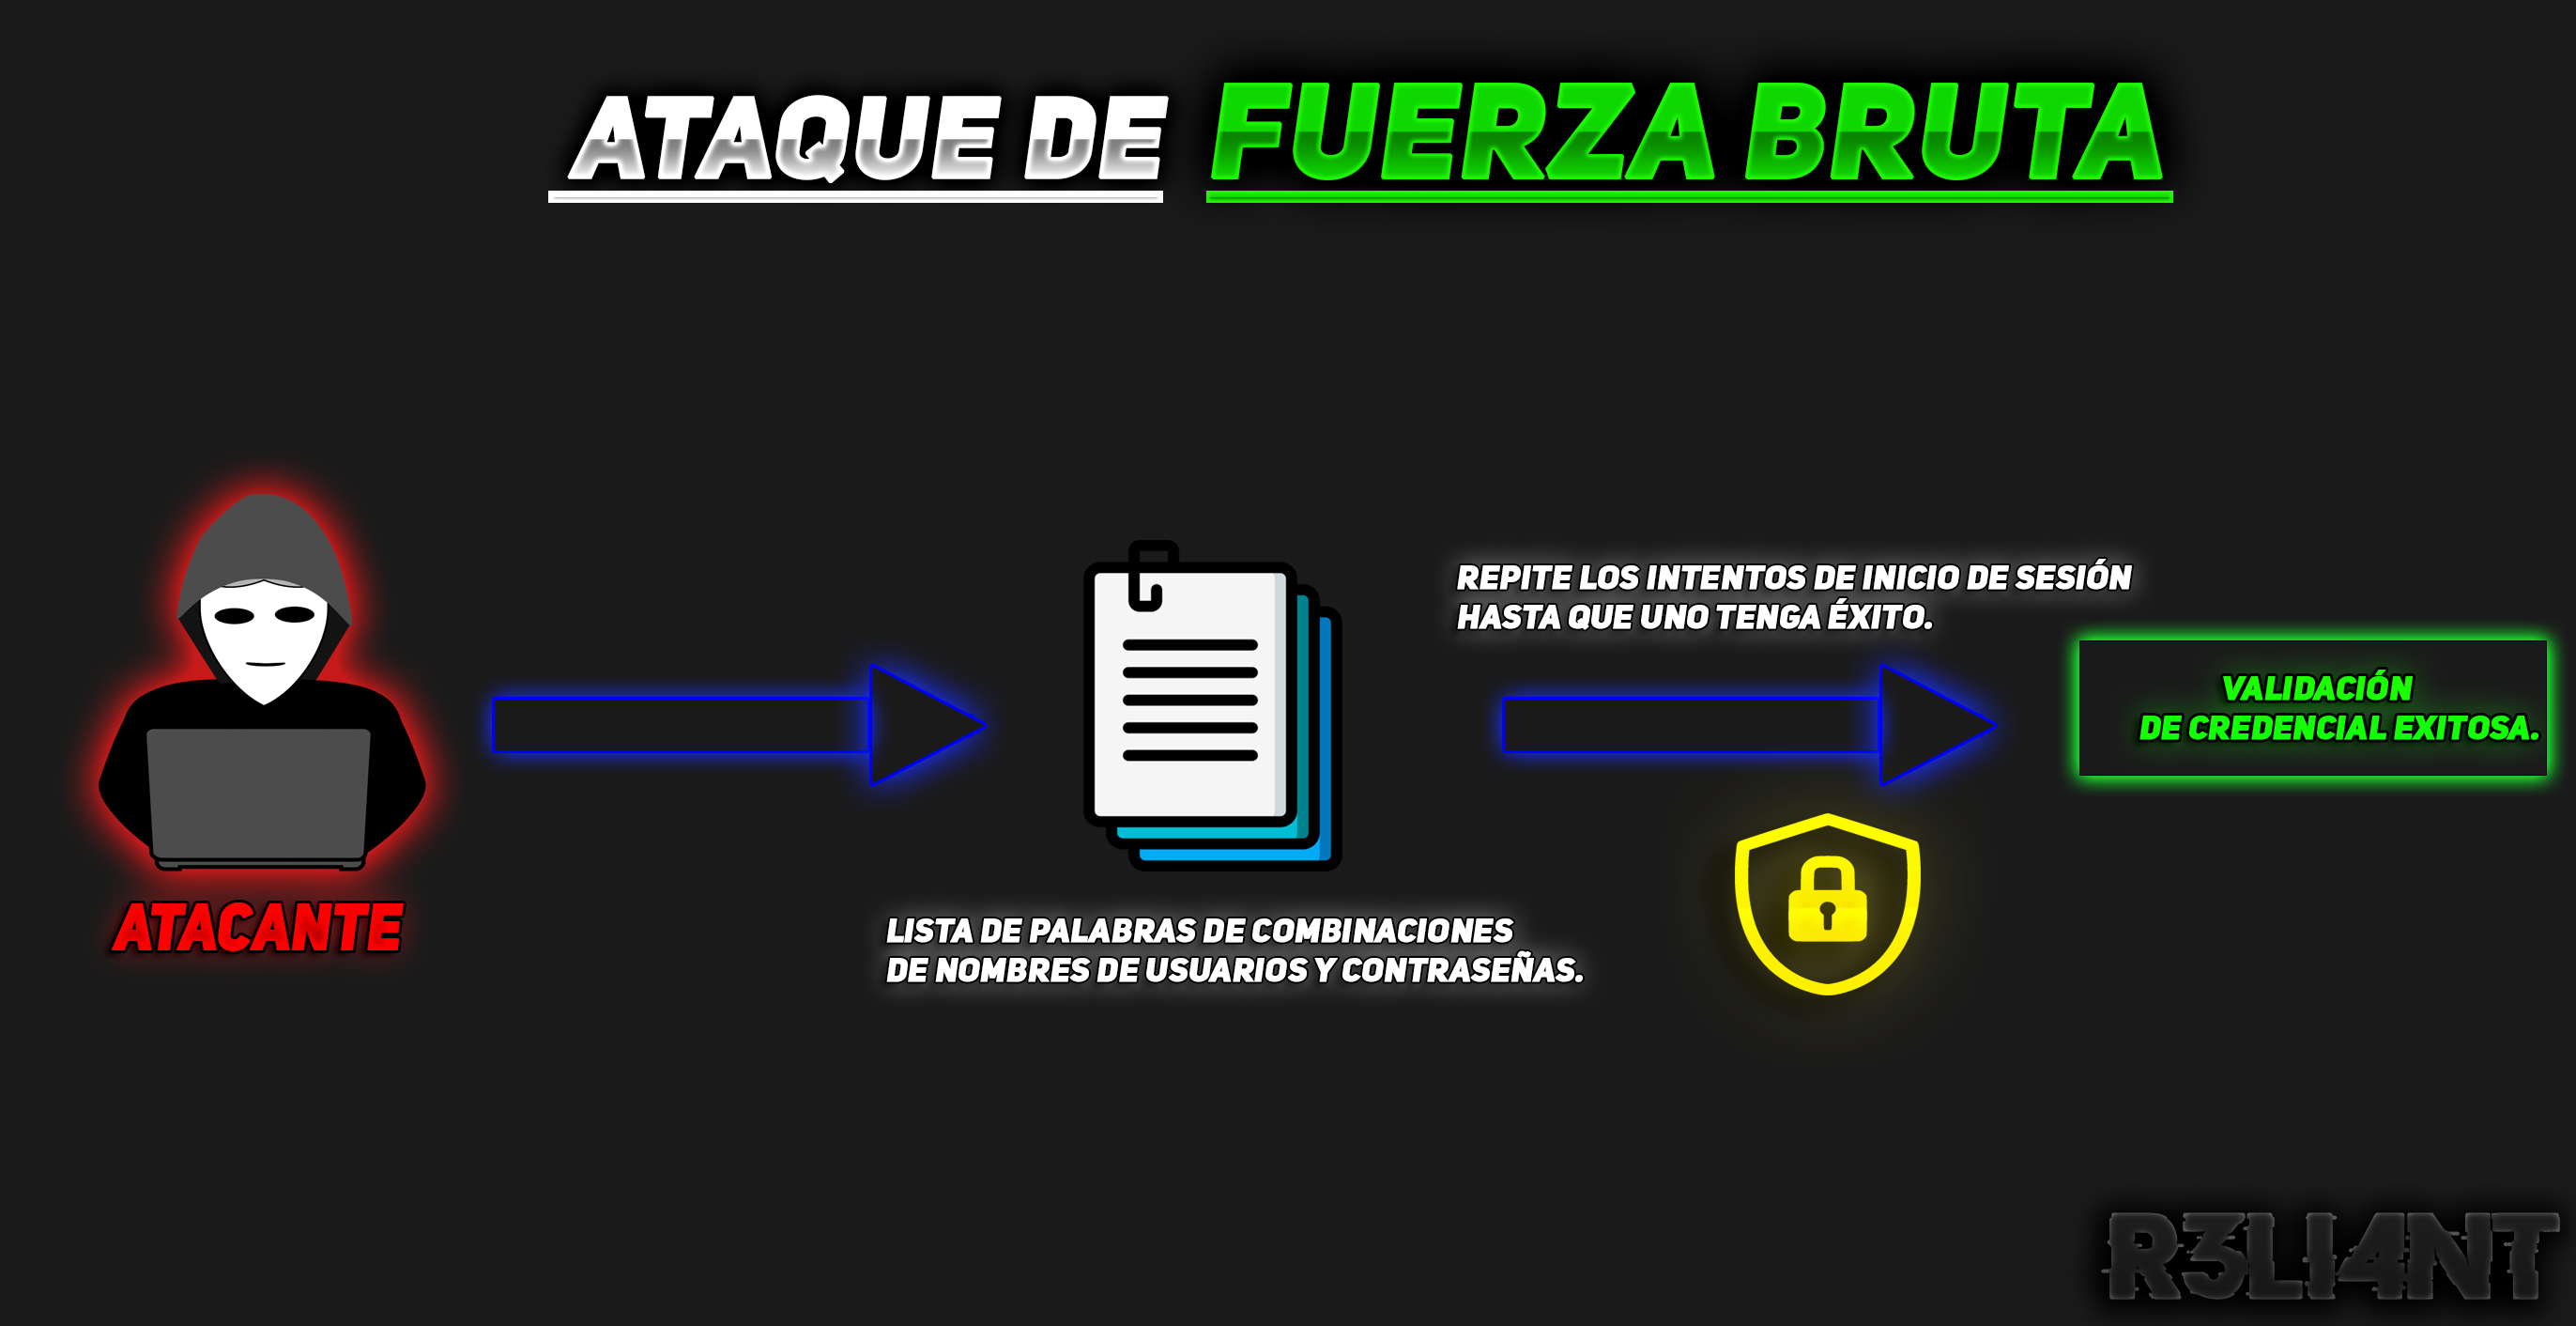 ATAQUE DE FUERZA BRUTA
REPITE LOS INTENTOS DE INICIO DE SESIÓN
HASTA QUE UNO TENGA ÉXITO.
VALIDACIÓN
DE CREDENCIAL EXITOSA.
ATACANTE
LISTA DE PALABRAS DE COMBINACIONES
DE NOMBRES DE USUARIOS Y CONTRASEÑAS.
R3LI4NT